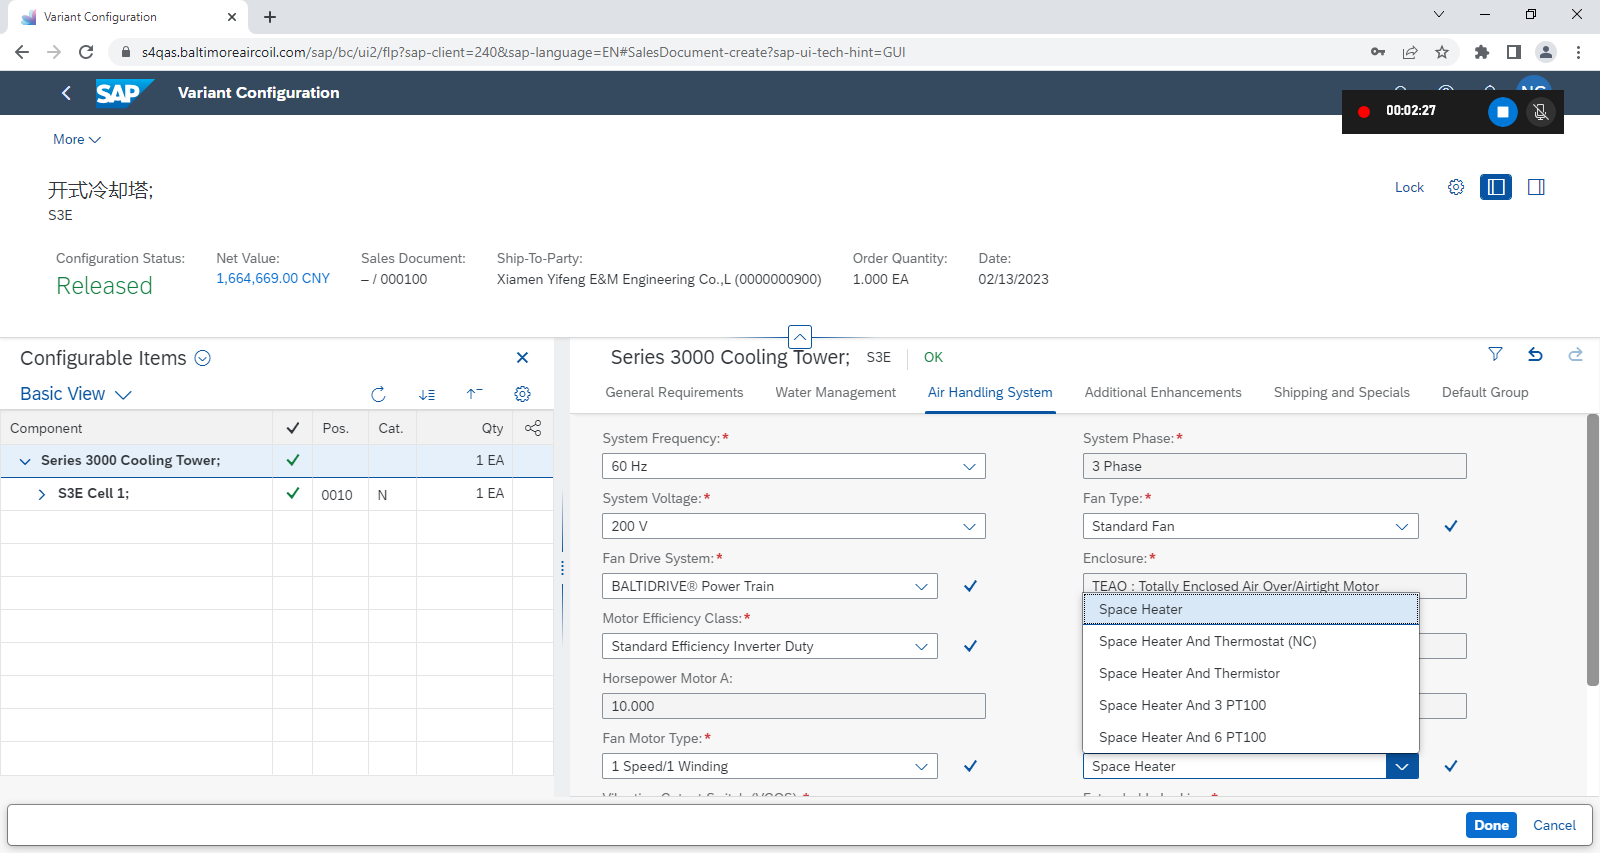 Variant Configuration
s4qas.baltimoreaircoil.com/sap/bc/ui2/flp?sap-client=240&sap-language=EN#SalesDocument-create?sap-ui-tech-hint=GUI
SAP
Variant Configuration
00:02:27
More
开式冷却塔;
S3E
Lock
Configuration Status:
Released
Net Value:
1,664,669.00 CNY
Sales Document:
– / 000100
Ship-To-Party:
Xiamen Yifeng E&M Engineering Co.,L (0000000900)
Order Quantity:
1.000 EA
Date:
02/13/2023
Configurable Items
Basic View
Component Pos. Cat. Qty
Series 3000 Cooling Tower; 1 EA
S3E Cell 1; 0010 N 1 EA
Series 3000 Cooling Tower; S3E OK
General Requirements Water Management Air Handling System Additional Enhancements Shipping and Specials Default Group
System Frequency:*
60 Hz
System Phase:*
3 Phase
System Voltage:*
200 V
Fan Type:*
Standard Fan
Fan Drive System:*
BALTIDRIVE® Power Train
Enclosure:*
TEAO : Totally Enclosed Air Over/Airtight Motor
Motor Efficiency Class:*
Standard Efficiency Inverter Duty
Horsepower Motor A:
10.000
Fan Motor Type:*
1 Speed/1 Winding
Space Heater
Space Heater And Thermostat (NC)
Space Heater And Thermistor
Space Heater And 3 PT100
Space Heater And 6 PT100
Space Heater
Done
Cancel